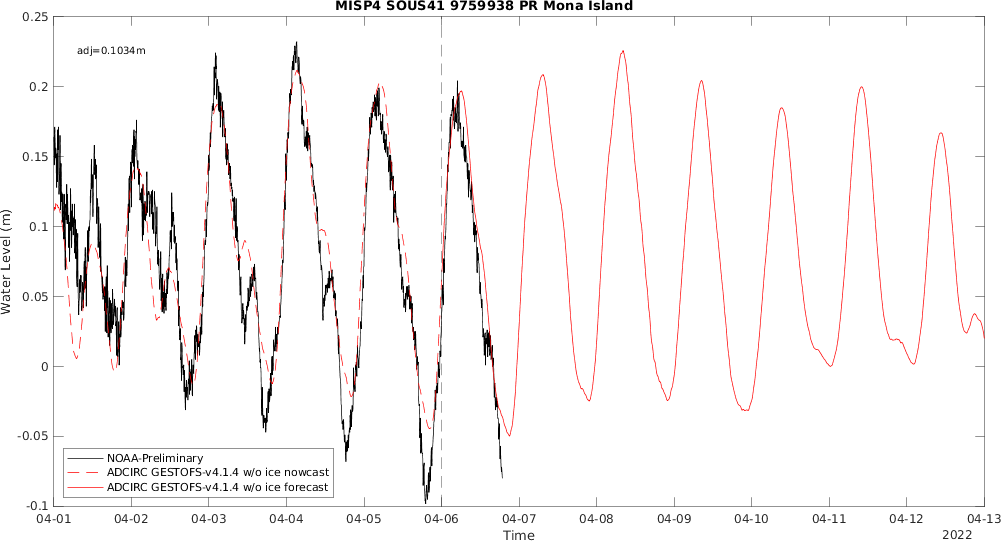 MISP4 SOUS41 9759938 PR Mona Island
adj=0.1034m
0.25
0.2
0.15
0.1
0.05
0
-0.05
-0.1
Water Level (m)
NOAA-Preliminary
ADCIRC GESTOFS-v4.1.4 w/o ice nowcast
ADCIRC GESTOFS-v4.1.4 w/o ice forecast
04-01 04-02 04-03 04-04 04-05 04-06 04-07 04-08 04-09 04-10 04-11 04-12 04-13
Time
2022